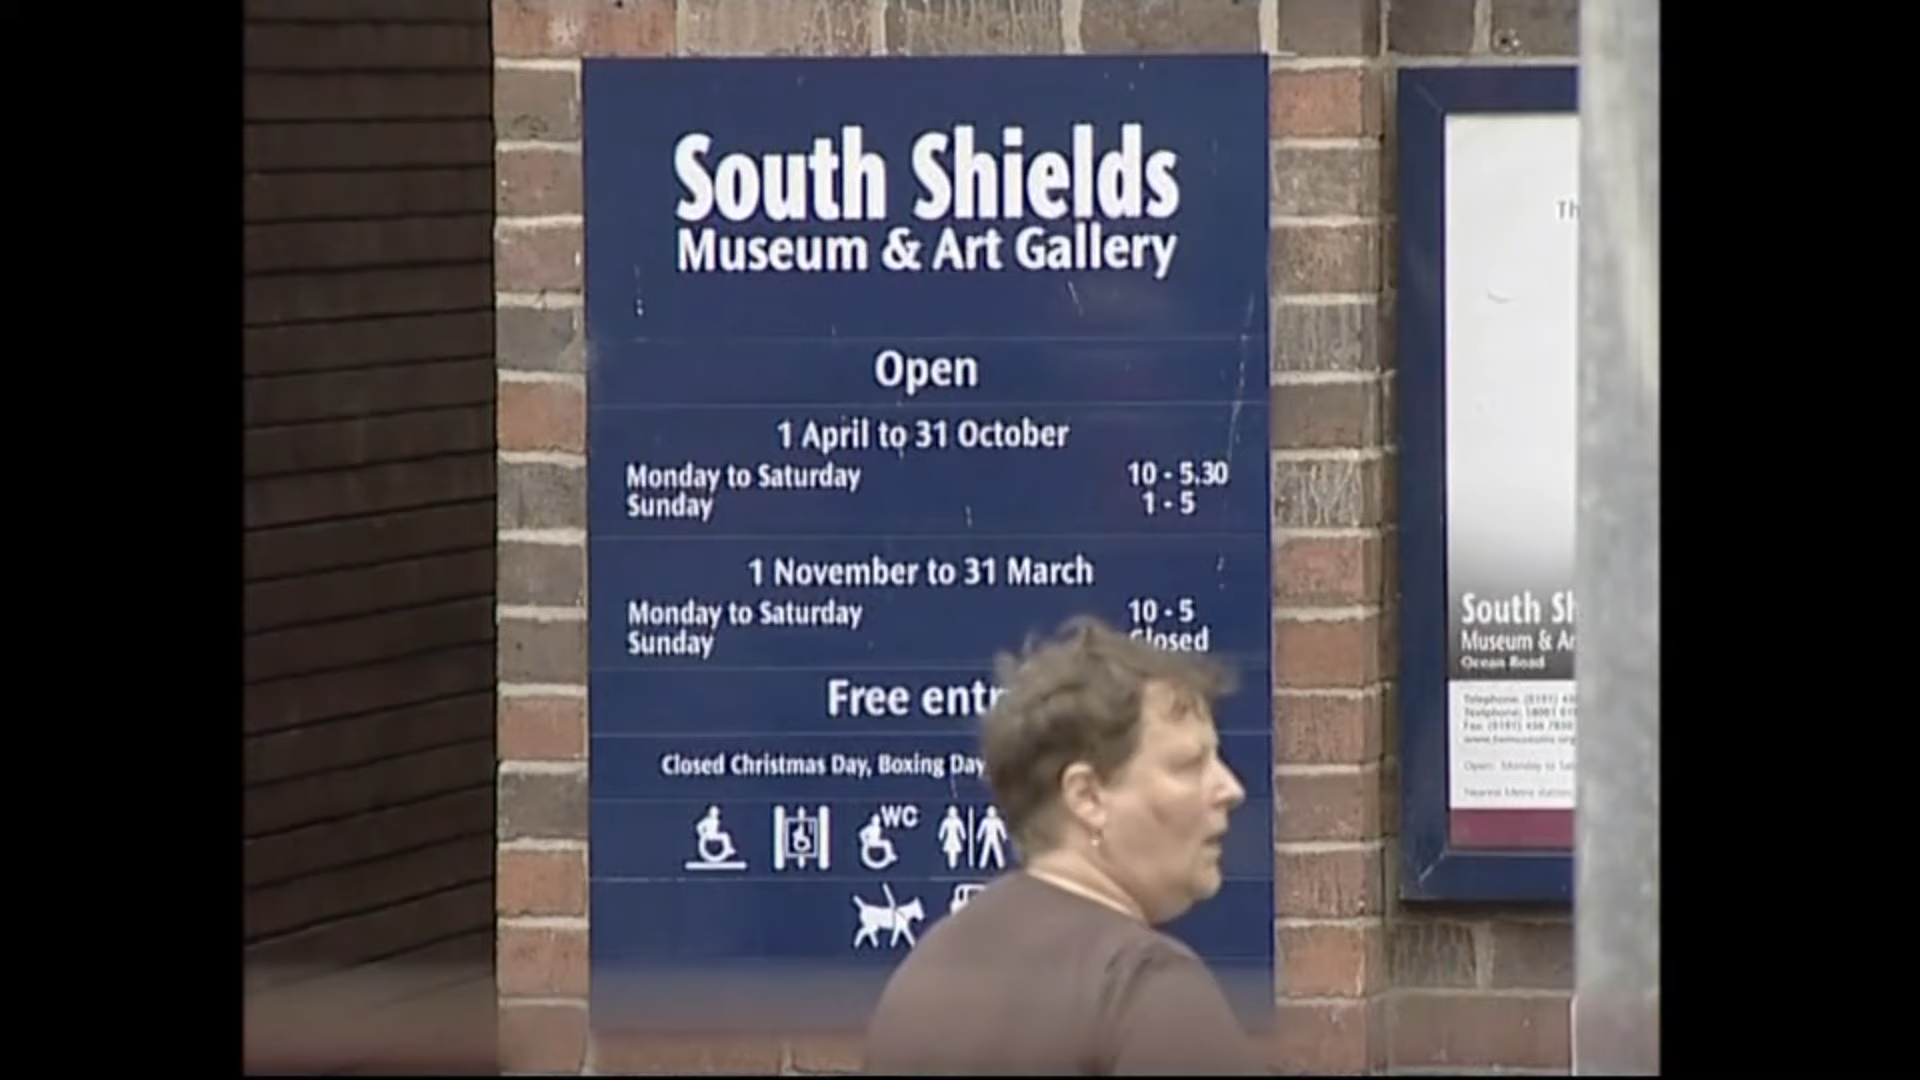 South Shields
Museum & Art Gallery
Open
1 April to 31 October
Monday to Saturday 10 - 5.30
Sunday 1 - 5
1 November to 31 March
Monday to Saturday 10 - 5
Sunday Closed
Free entr
Closed Christmas Day, Boxing Day
WC
Th
South Sh
Museum & Ar
Ocean Road